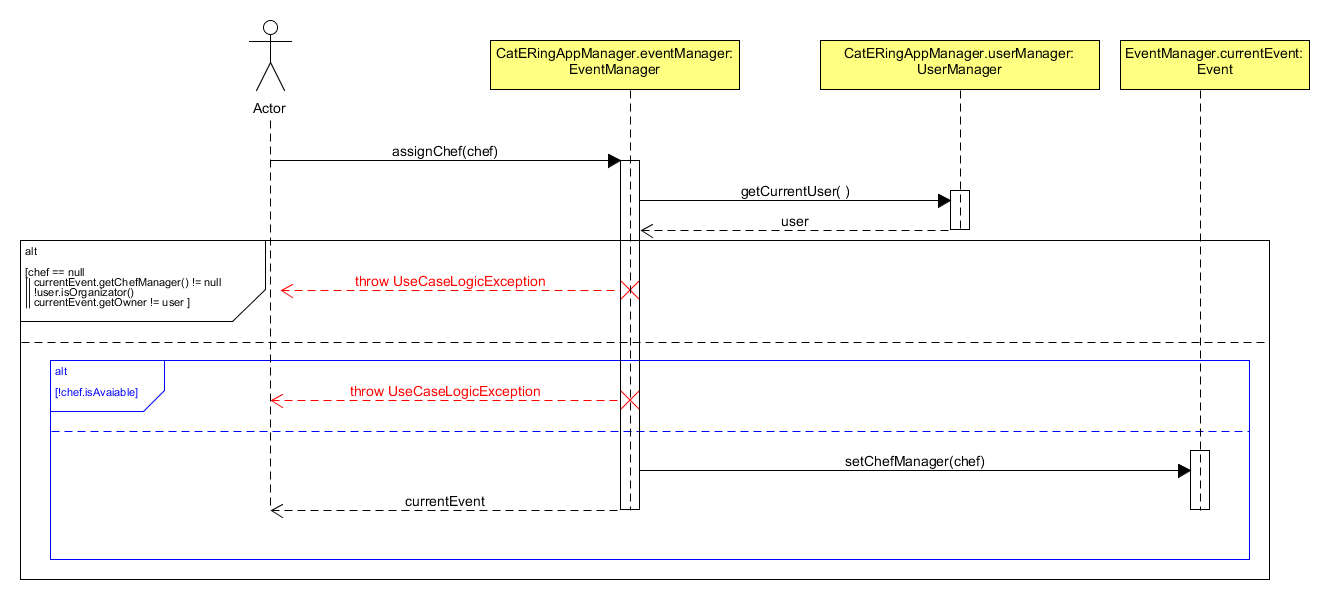 CatERingAppManager.eventManager:
EventManager
CatERingAppManager.userManager:
UserManager
EventManager.currentEvent:
Event
Actor
assignChef(chef)
getCurrentUser( )
user
alt
[chef == null
|| currentEvent.getChefManager() != null
|| !user.isOrganizator()
|| currentEvent.getOwner != user ]
throw UseCaseLogicException
alt
[!chef.isAvaiable]
throw UseCaseLogicException
setChefManager(chef)
currentEvent